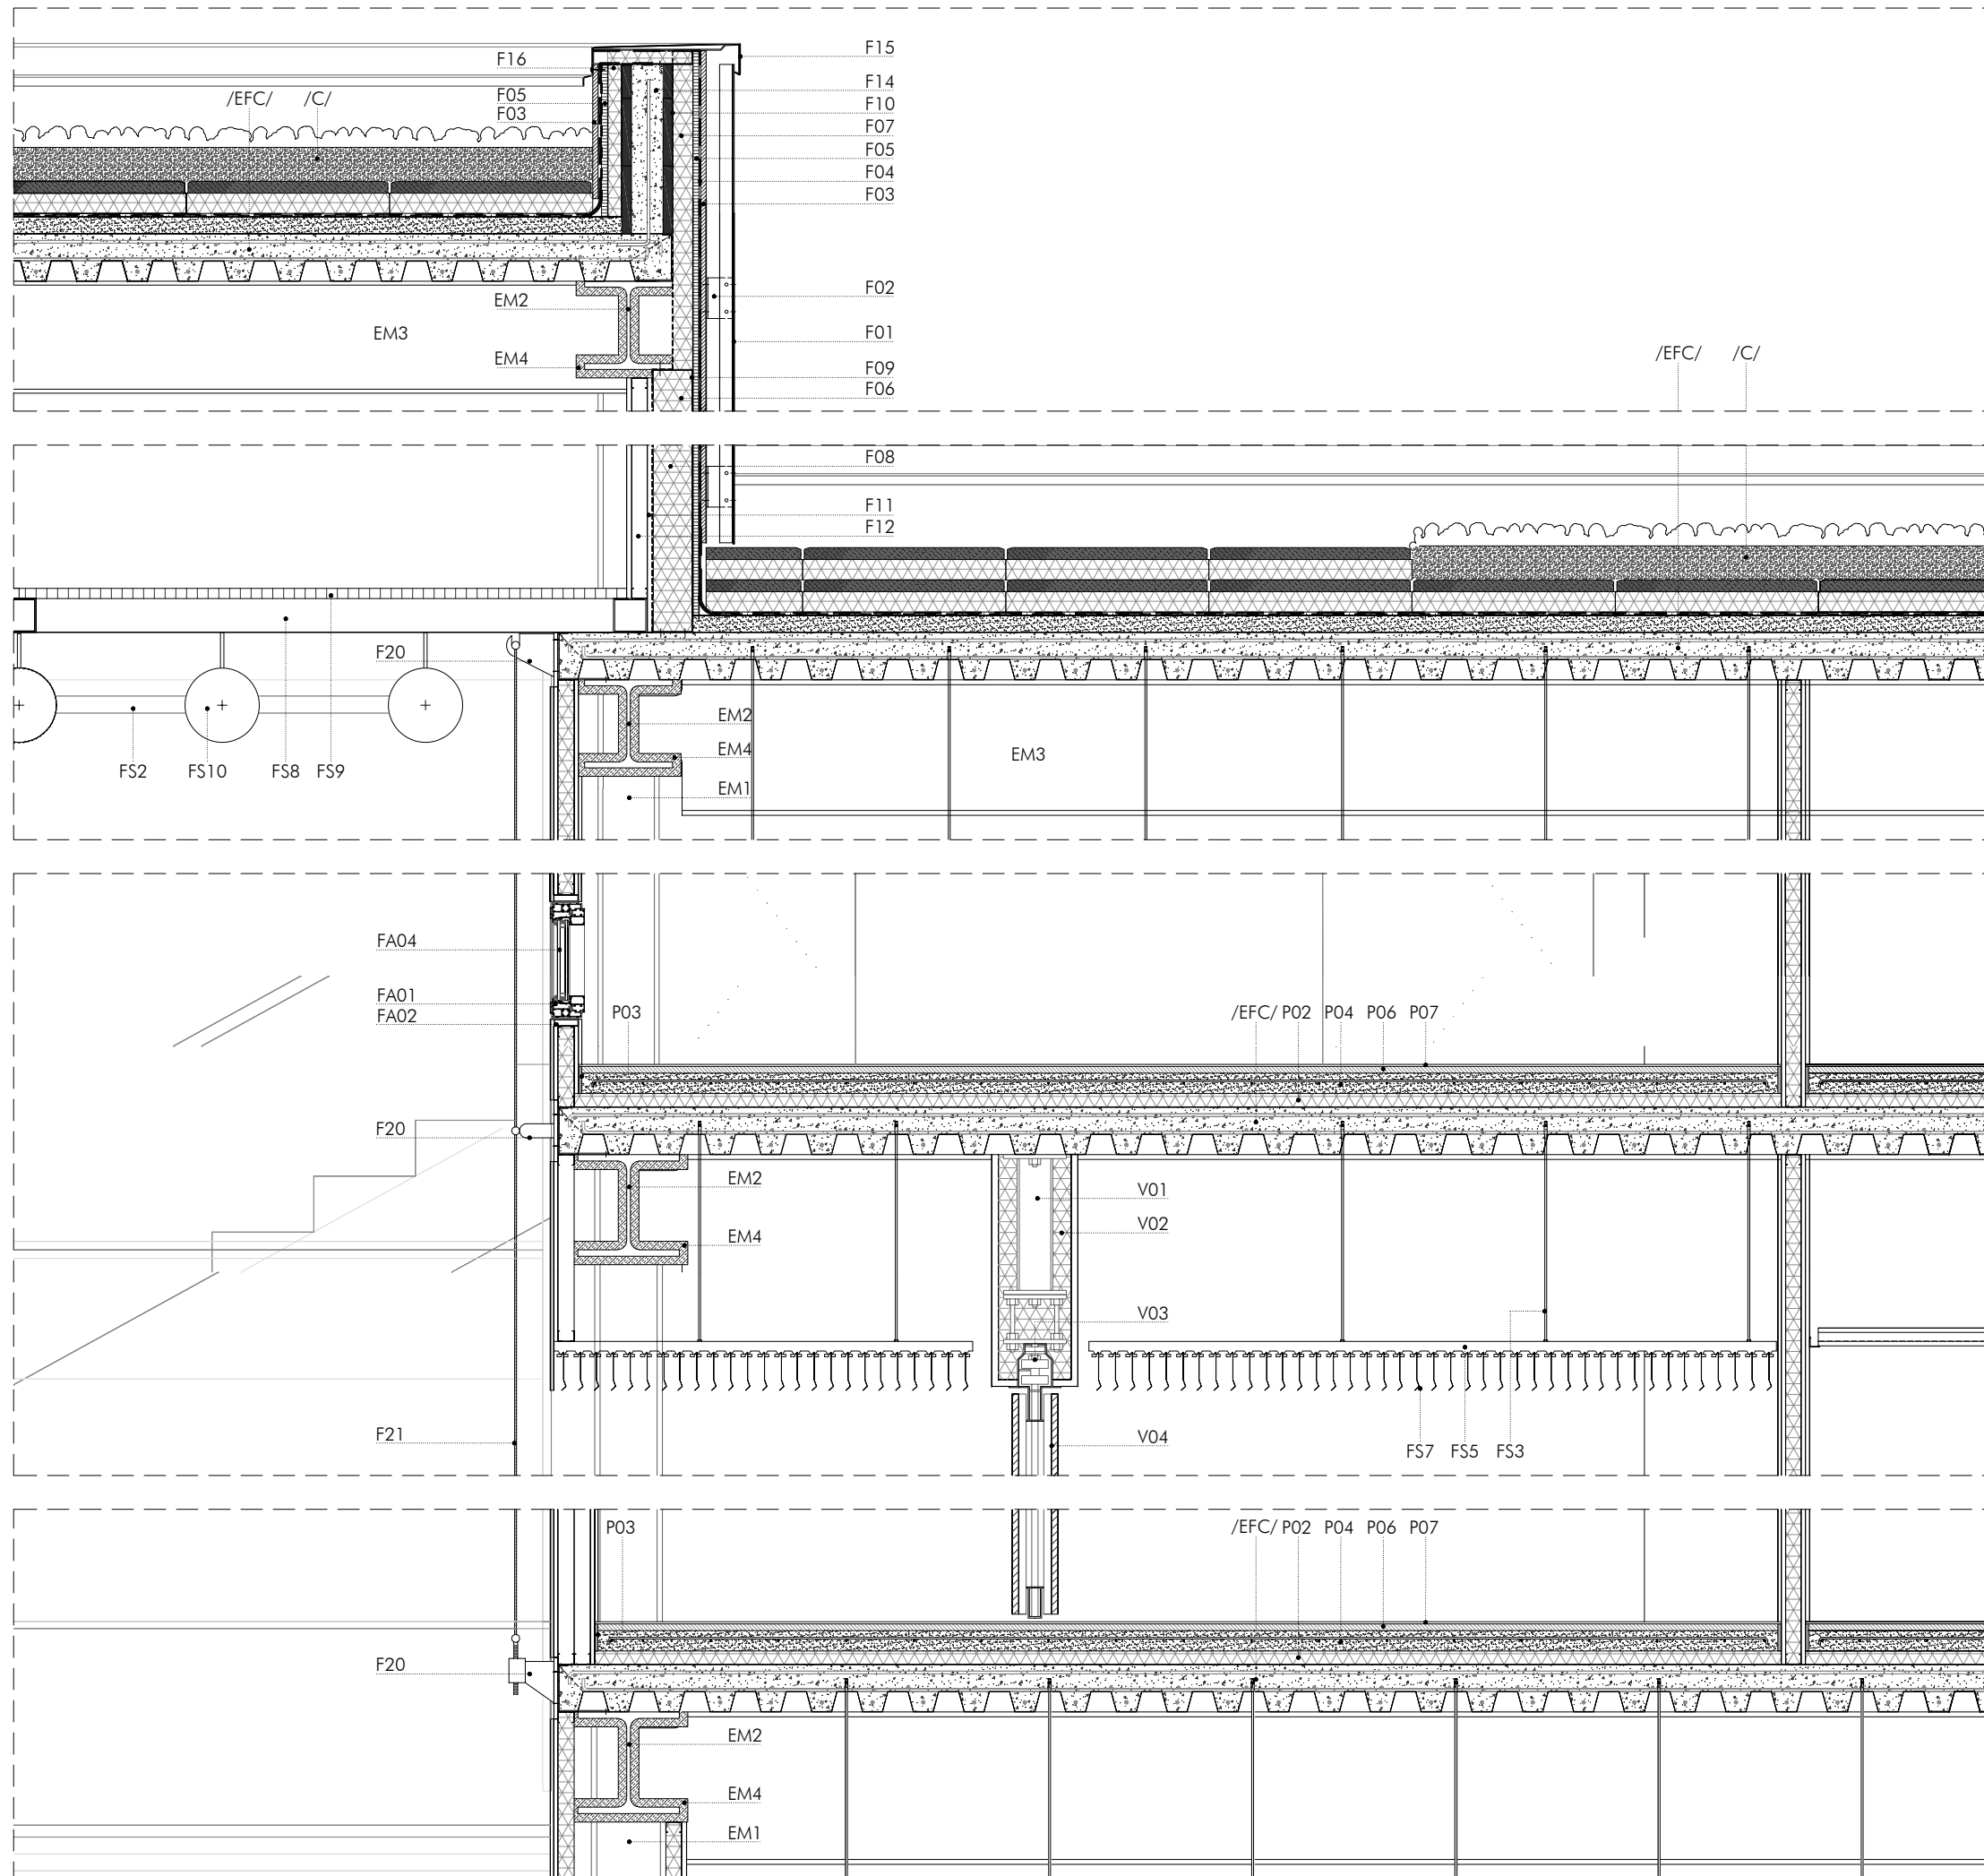 F15
F16
F14
/EFC/ /C/
F05
F10
F03
F07
F05
F04
F03
F02
EM2
EM3
F01
/EFC/ /C/
EM4
F09
F06
F08
F11
F12
F20
EM2
EM4
EM3
FS2 FS10 FS8 FS9
EM1
FA04
FA01
FA02
P03
/EFC/ P02 P04 P06 P07
F20
EM2
V01
V02
EM4
V03
F21
V04
FS7 FS5 FS3
P03
/EFC/ P02 P04 P06 P07
F20
EM2
EM4
EM1